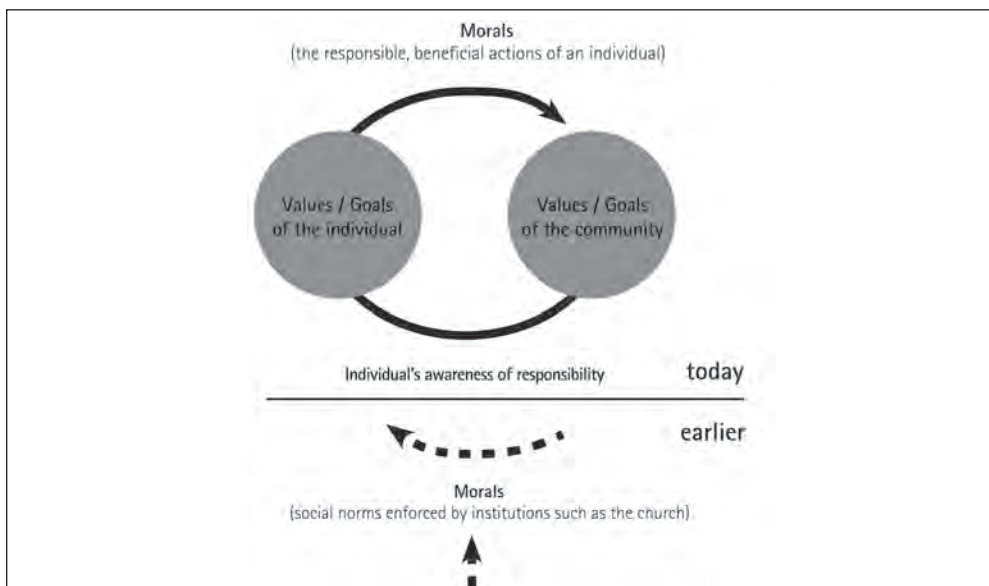 Morals
(the responsible, beneficial actions of an individual)
Values / Goals
of the individual
Values / Goals
of the community
Individual's awareness of responsibility
today
earlier
Morals
(social norms enforced by institutions such as the church)